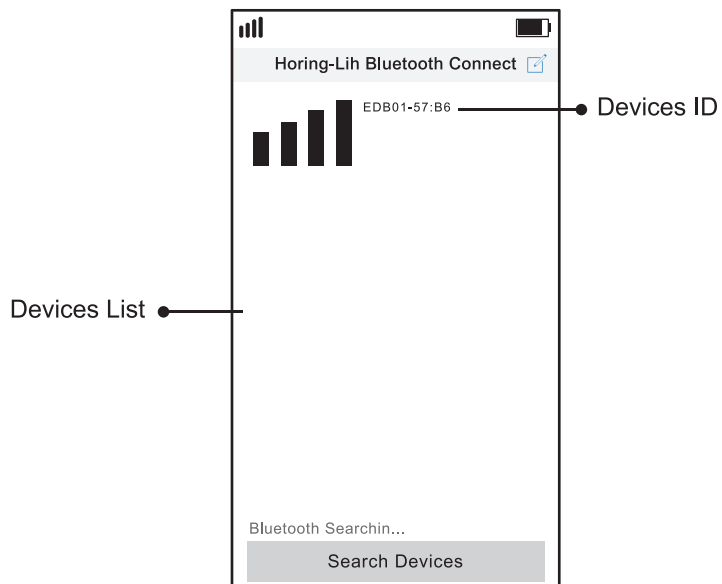 Horing-Lih Bluetooth Connect
EDB01-57:B6
Devices ID
Devices List
Bluetooth Searchin...
Search Devices